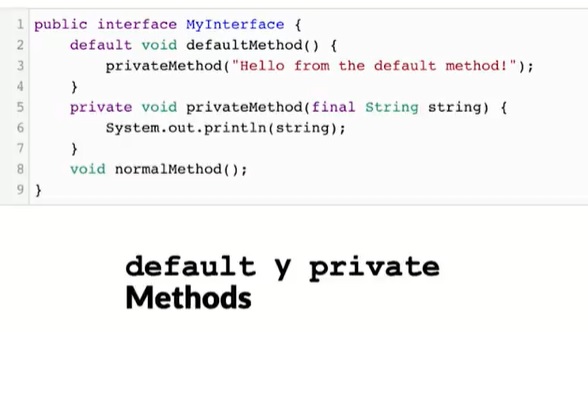 1 public interface MyInterface {
2 default void defaultMethod() {
3 privateMethod("Hello from the default method!");
4 }
5 private void privateMethod(final String string) {
6 System.out.println(string);
7 }
8 void normalMethod();
9 }
default y private
Methods